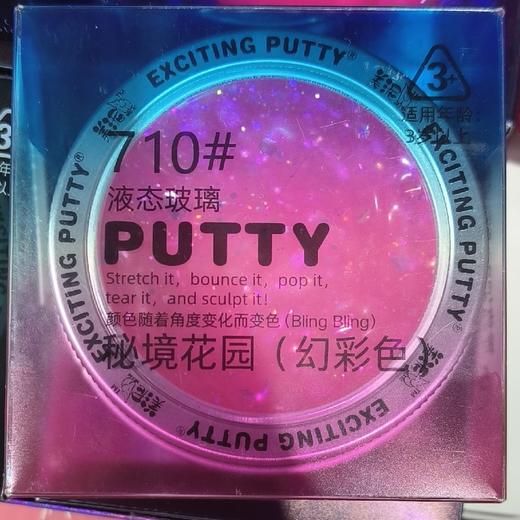 EXCITING PUTTY®
3+
适用年龄:
3岁以上
710#
液态玻璃
PUTTY
Stretch it, bounce it, pop it,
tear it, and sculpt it!
颜色随着角度变化而变色 (Bling Bling)
秘境花园 (幻彩色)
EXCITING PUTTY®
EXCITING PUTTY®
EXCITING PUTTY®